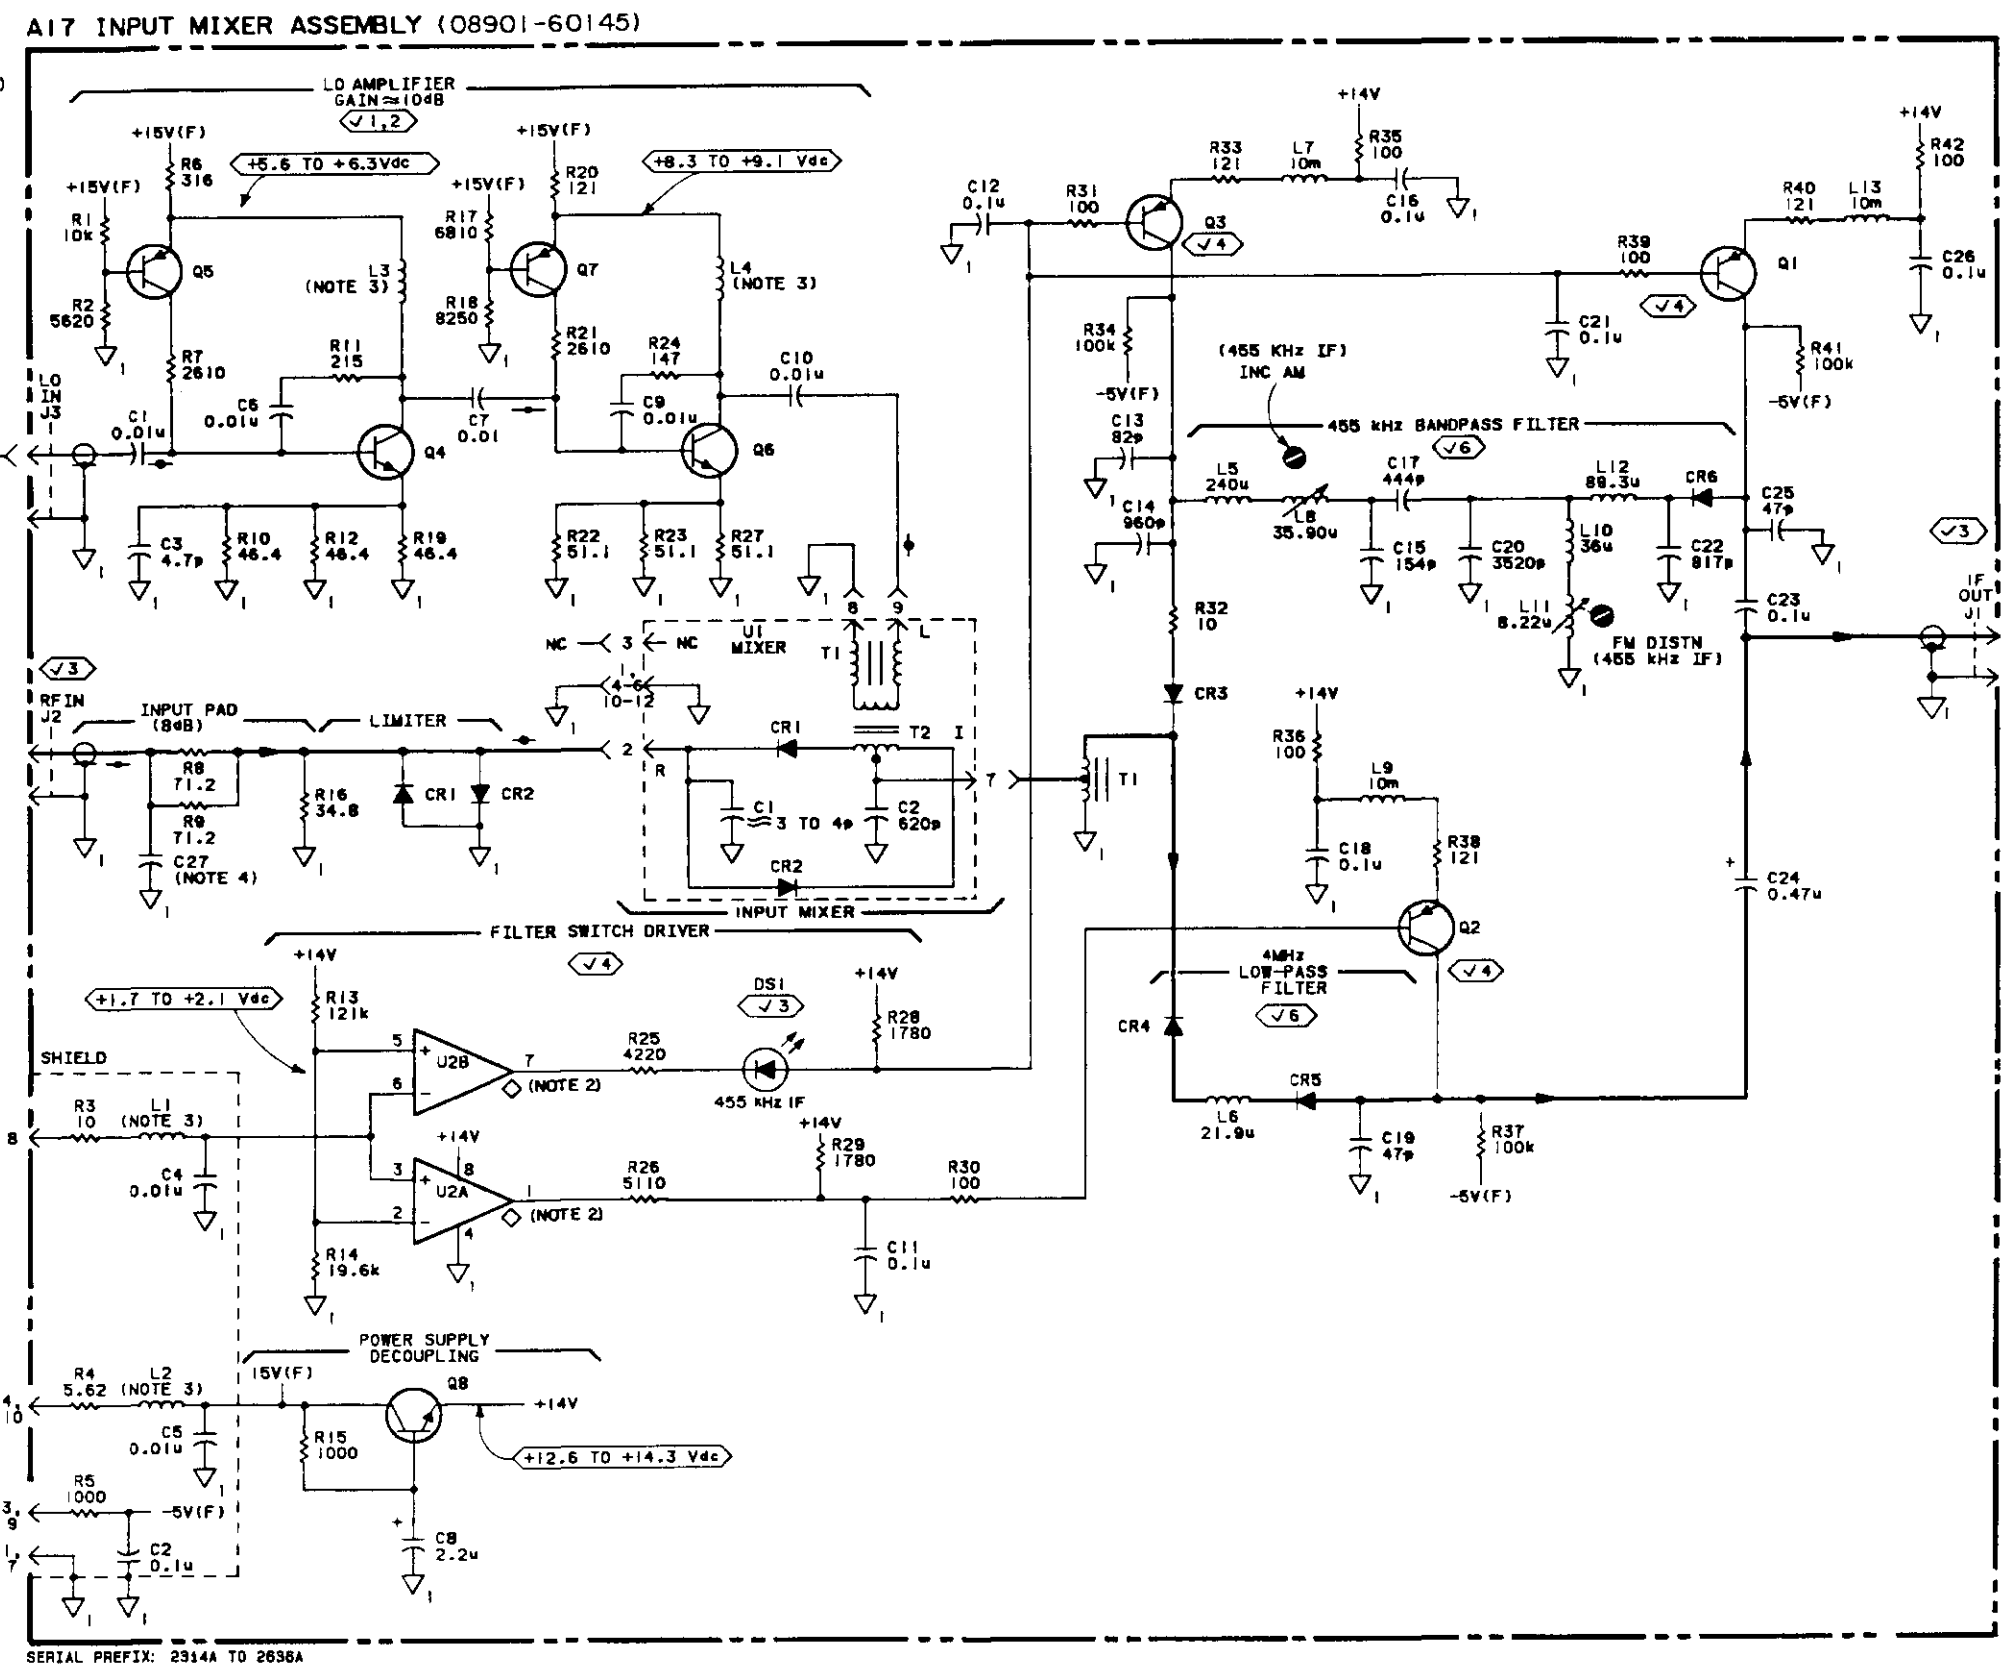 A17 INPUT MIXER ASSEMBLY (08901-60145)
LO AMPLIFIER
GAIN≈10dB
√1,2
+15V(F)
+5.6 TO +6.3Vdc
R6
316
+15V(F)
R1
10k
Q5
R2
5620
R7
2610
L3
(NOTE 3)
R11
215
C6
0.01u
LO
IN
J3
C1
0.01u
Q4
C3
4.7p
R10
46.4
R12
46.4
R19
46.4
1
+15V(F)
+8.3 TO +9.1 Vdc
R20
121
+15V(F)
R17
6810
Q7
R18
8250
R21
2610
L4
(NOTE 3)
R24
147
C9
0.01u
C10
0.01u
C7
0.01
Q6
R22
51.1
R23
51.1
R27
51.1
8
9
NC
3
NC
U1
MIXER
T1
L
1,
4-6
10-12
√3
RF IN
J2
INPUT PAD
(8dB)
LIMITER
R8
71.2
R9
71.2
C27
(NOTE 4)
R16
34.8
CR1
CR2
2
R
CR1
T2
I
7
C1
≈3 TO 4p
C2
620p
CR2
INPUT MIXER
T1
FILTER SWITCH DRIVER
√4
+14V
+1.7 TO +2.1 Vdc
R13
121k
5
+
U2B
6
-
7
(NOTE 2)
R25
4220
DS1
√3
455 kHz IF
+14V
R28
1780
SHIELD
8
R3
10
L1
(NOTE 3)
C4
0.01u
+14V
8
3
+
U2A
2
-
4
1
(NOTE 2)
R26
5110
+14V
R29
1780
R30
100
C11
0.1u
R14
19.6k
POWER SUPPLY
DECOUPLING
4,
10
R4
5.62
L2
(NOTE 3)
15V(F)
Q8
+14V
C5
0.01u
R15
1000
+12.6 TO +14.3 Vdc
3,
9
R5
1000
-5V(F)
C2
0.1u
1,
7
+
C8
2.2u
C12
0.1u
R31
100
Q3
√4
R33
121
L7
10m
+14V
R35
100
C16
0.1u
R34
100k
-5V(F)
C13
82p
C14
960p
(455 KHz IF)
INC AM
455 kHz BANDPASS FILTER
√6
L5
240u
L8
35.90u
C17
444p
C15
154p
C20
3520p
L12
89.3u
L10
36u
L11
8.22u
FM DISTN
(455 kHz IF)
C22
817p
CR6
C25
47p
C23
0.1u
C21
0.1u
R39
100
√4
Q1
R40
121
L13
10m
+14V
R42
100
C26
0.1u
R41
100k
-5V(F)
√3
IF
OUT
J1
R32
10
CR3
+14V
R36
100
L9
10m
C18
0.1u
R38
121
Q2
√4
4MHz
LOW-PASS
FILTER
√6
CR4
L6
21.9u
CR5
C19
47p
R37
100k
-5V(F)
+
C24
0.47u
SERIAL PREFIX: 2314A TO 2636A